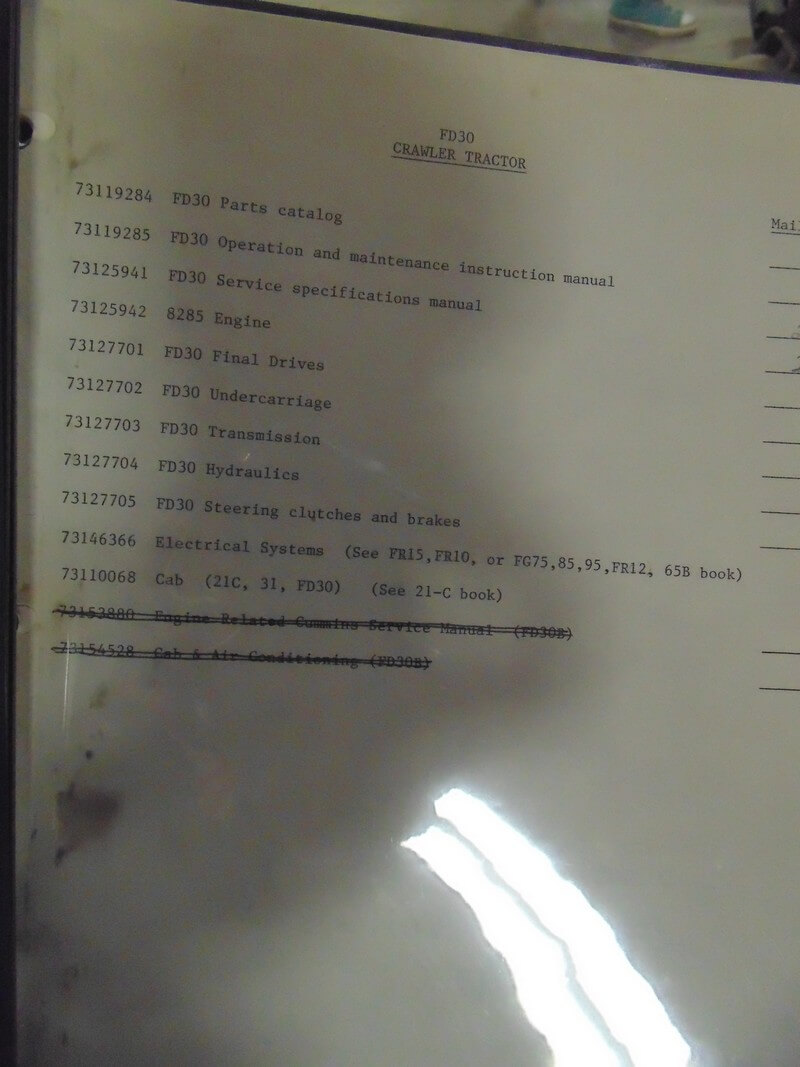 FD30
CRAWLER TRACTOR
Mai
73119284 FD30 Parts catalog
73119285 FD30 Operation and maintenance instruction manual
73125941 FD30 Service specifications manual
73125942 8285 Engine
73127701 FD30 Final Drives
73127702 FD30 Undercarriage
73127703 FD30 Transmission
73127704 FD30 Hydraulics
73127705 FD30 Steering clutches and brakes
73146366 Electrical Systems (See FR15,FR10, or FG75,85,95,FR12, 65B book)
73110068 Cab (21C, 31, FD30) (See 21-C book)
Engine Related Cummins Service Manual (FD30B)
73154528 Cab & Air Conditioning (FD30B)